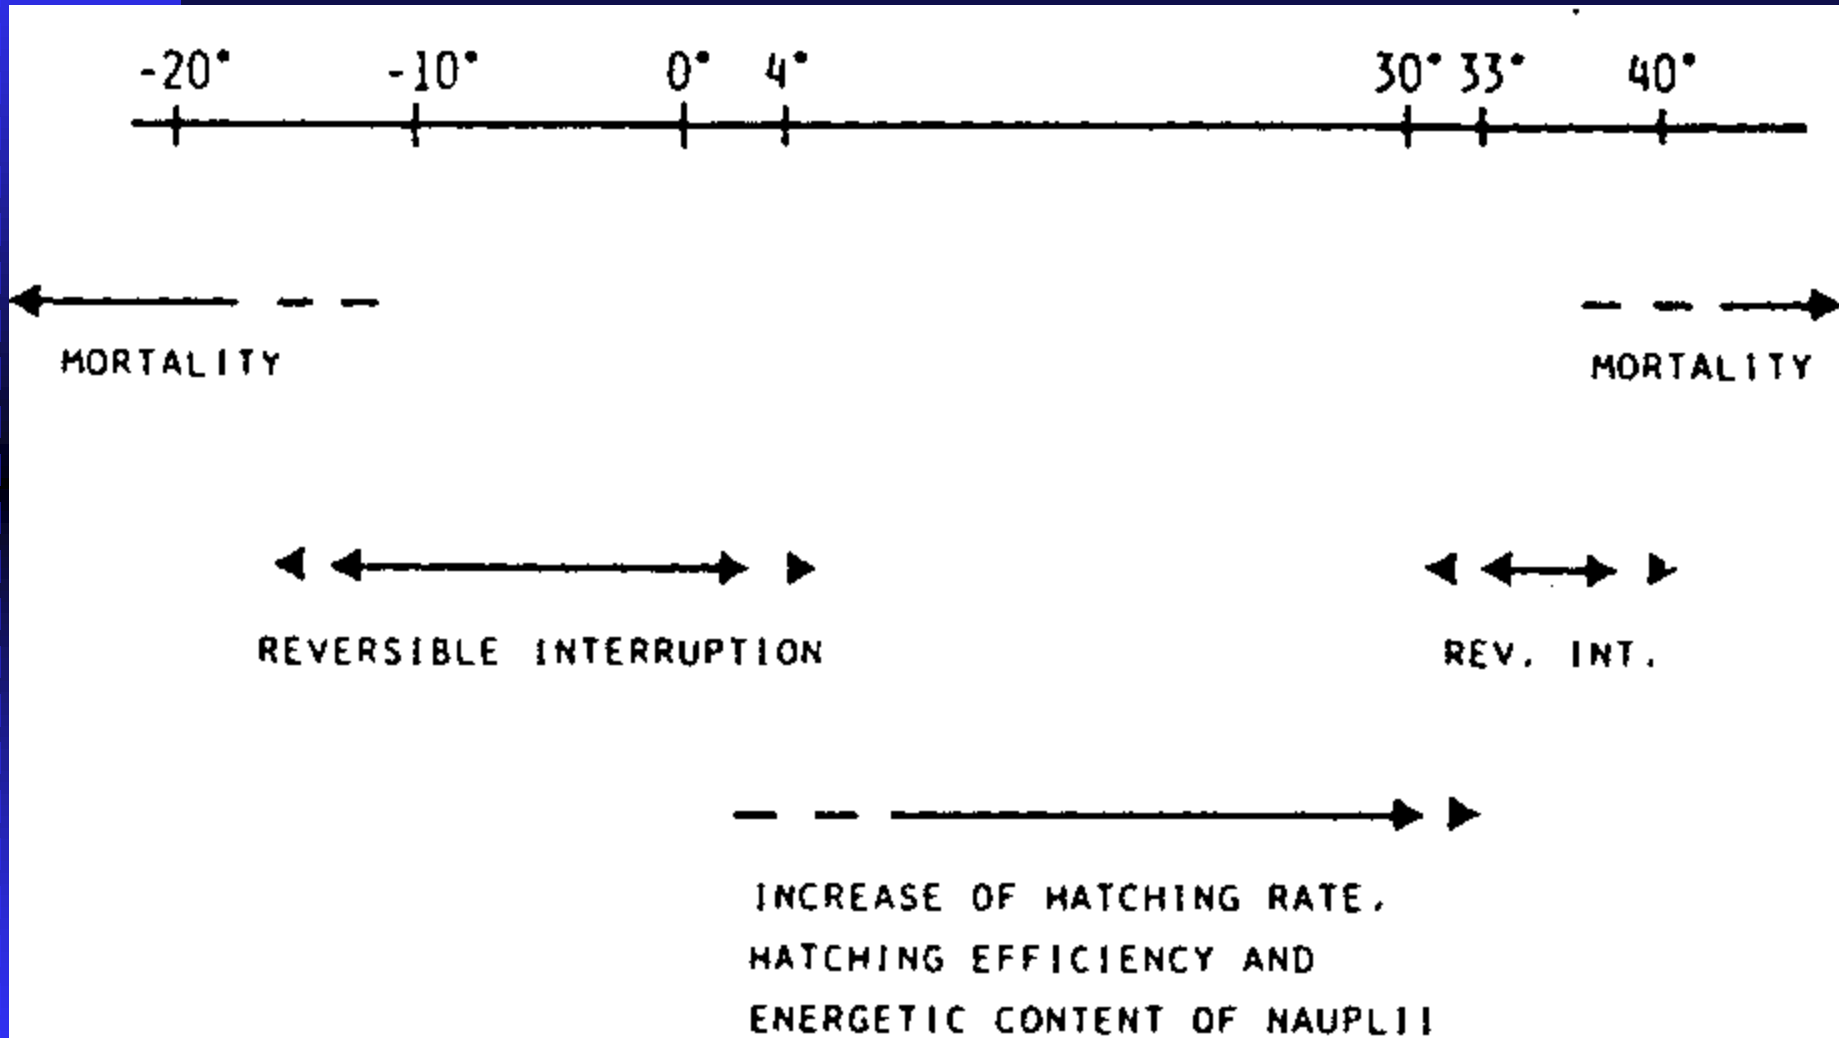 -20° -10° 0° 4° 30° 33° 40°
MORTALITY MORTALITY
REVERSIBLE INTERRUPTION REV. INT.
INCREASE OF HATCHING RATE,
HATCHING EFFICIENCY AND
ENERGETIC CONTENT OF NAUPLII